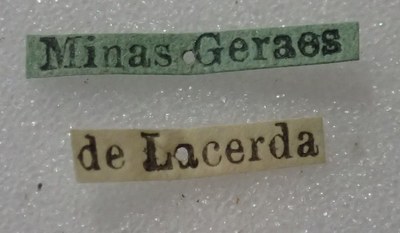 Minas Geraes
de Lacerda